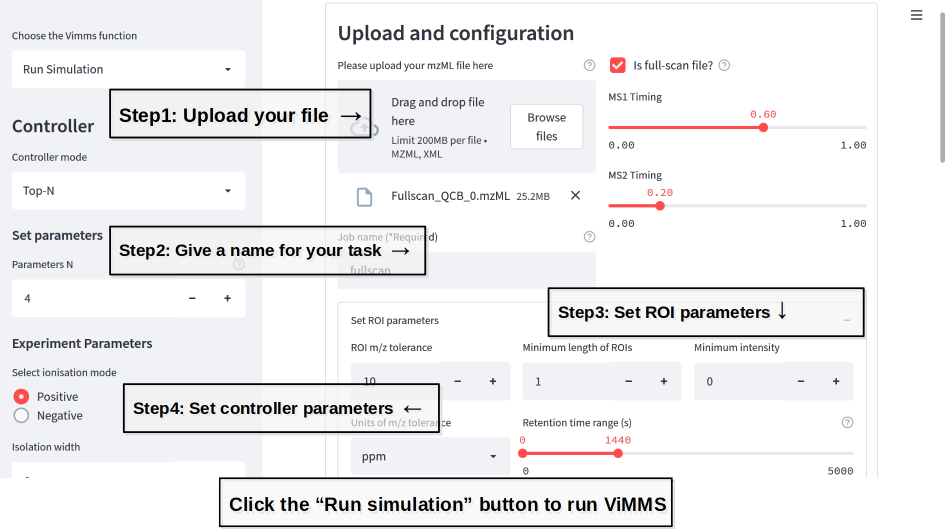 Choose the Vimms function
Run Simulation
Controller
Controller mode
Top-N
Set parameters
Parameters N
4
−
+
Experiment Parameters
Select ionisation mode
Positive
Negative
Isolation width
Upload and configuration
Please upload your mzML file here
Step1: Upload your file →
Drag and drop file
here
Limit 200MB per file •
MZML, XML
Browse
files
Fullscan_QCB_0.mzML 25.2MB
Job name (*Required)
Step2: Give a name for your task →
fullscan
Is full-scan file?
MS1 Timing
0.60
0.00 1.00
MS2 Timing
0.20
0.00 1.00
Step3: Set ROI parameters ↓
Set ROI parameters
ROI m/z tolerance
10
−
+
Minimum length of ROIs
1
−
+
Minimum intensity
0
−
+
Step4: Set controller parameters ←
Units of m/z tolerance
ppm
Retention time range (s)
0 1440
0 5000
Click the “Run simulation” button to run ViMMS